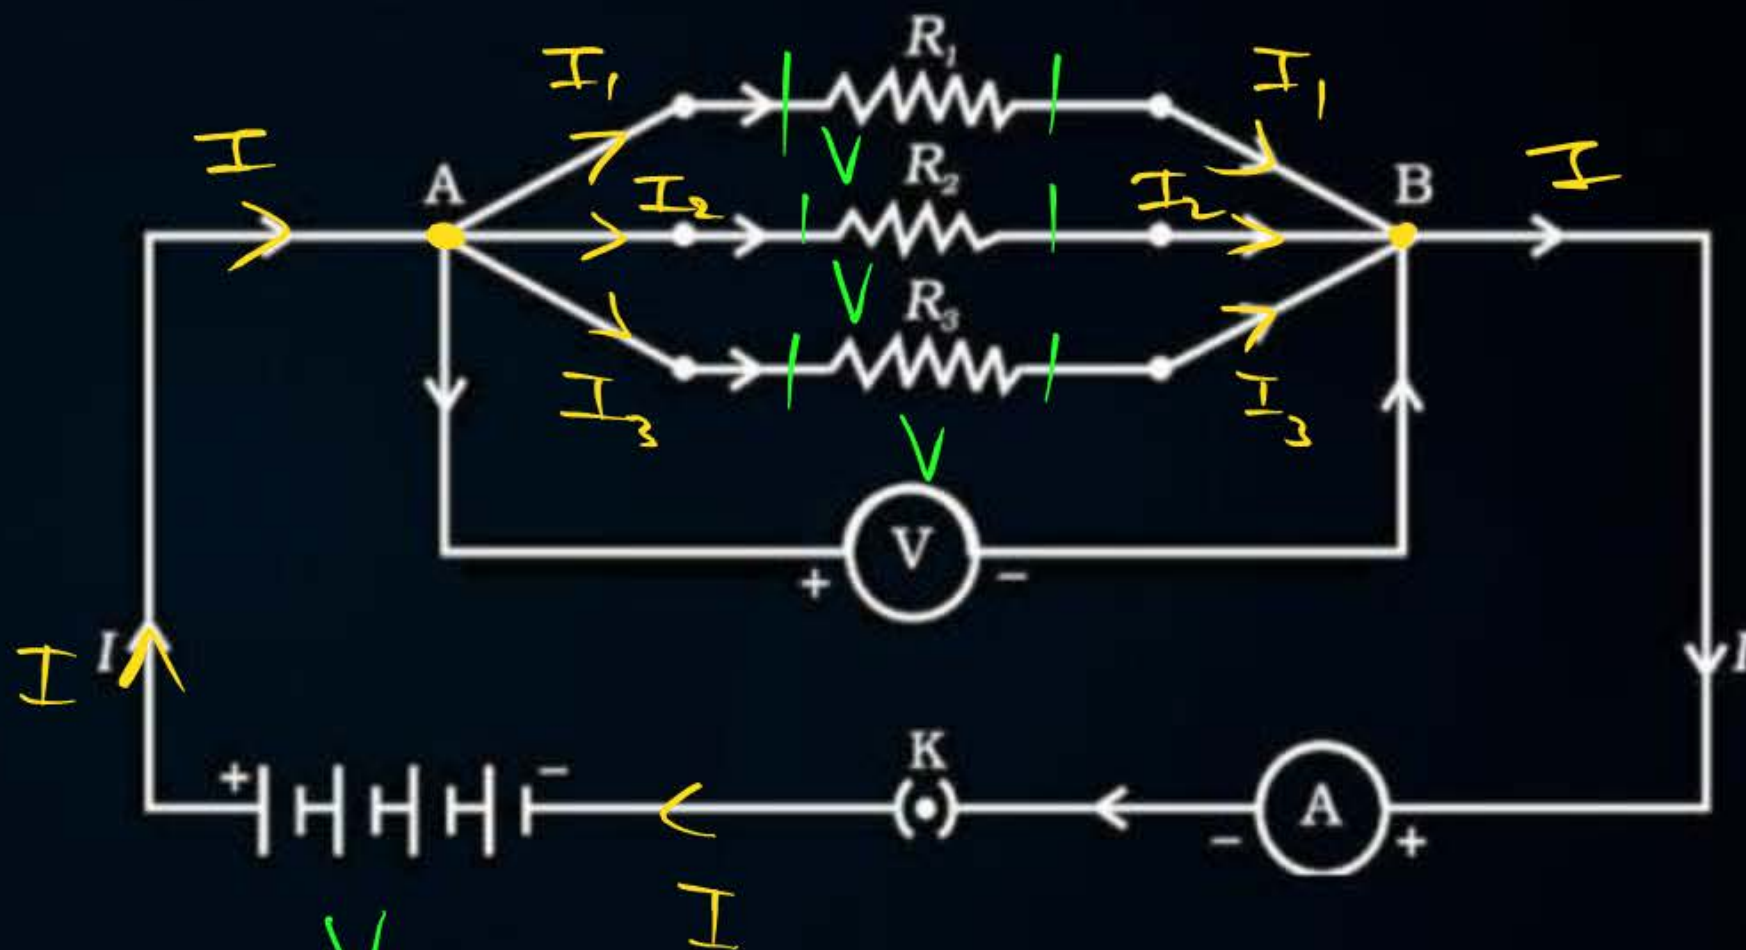 R₁
I₁ I₁
I A V R₂ B I
I₂ I₂
V R₃
I₃ I₃
V
V
+ −
I I I
K
+ − A
− +
V I